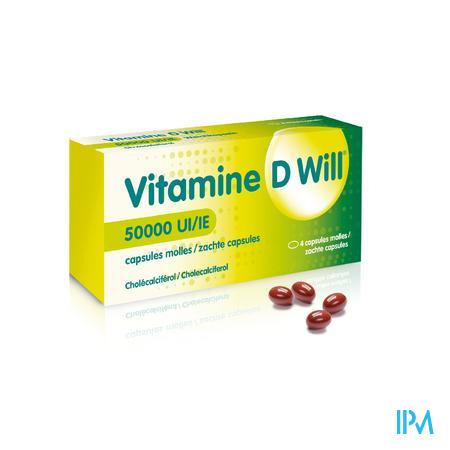 Vitamine D Will®
50000 UI/IE
capsules molles / zachte capsules
Cholécalciférol / Cholecalciferol
4 capsules molles /
zachte capsules
IPM